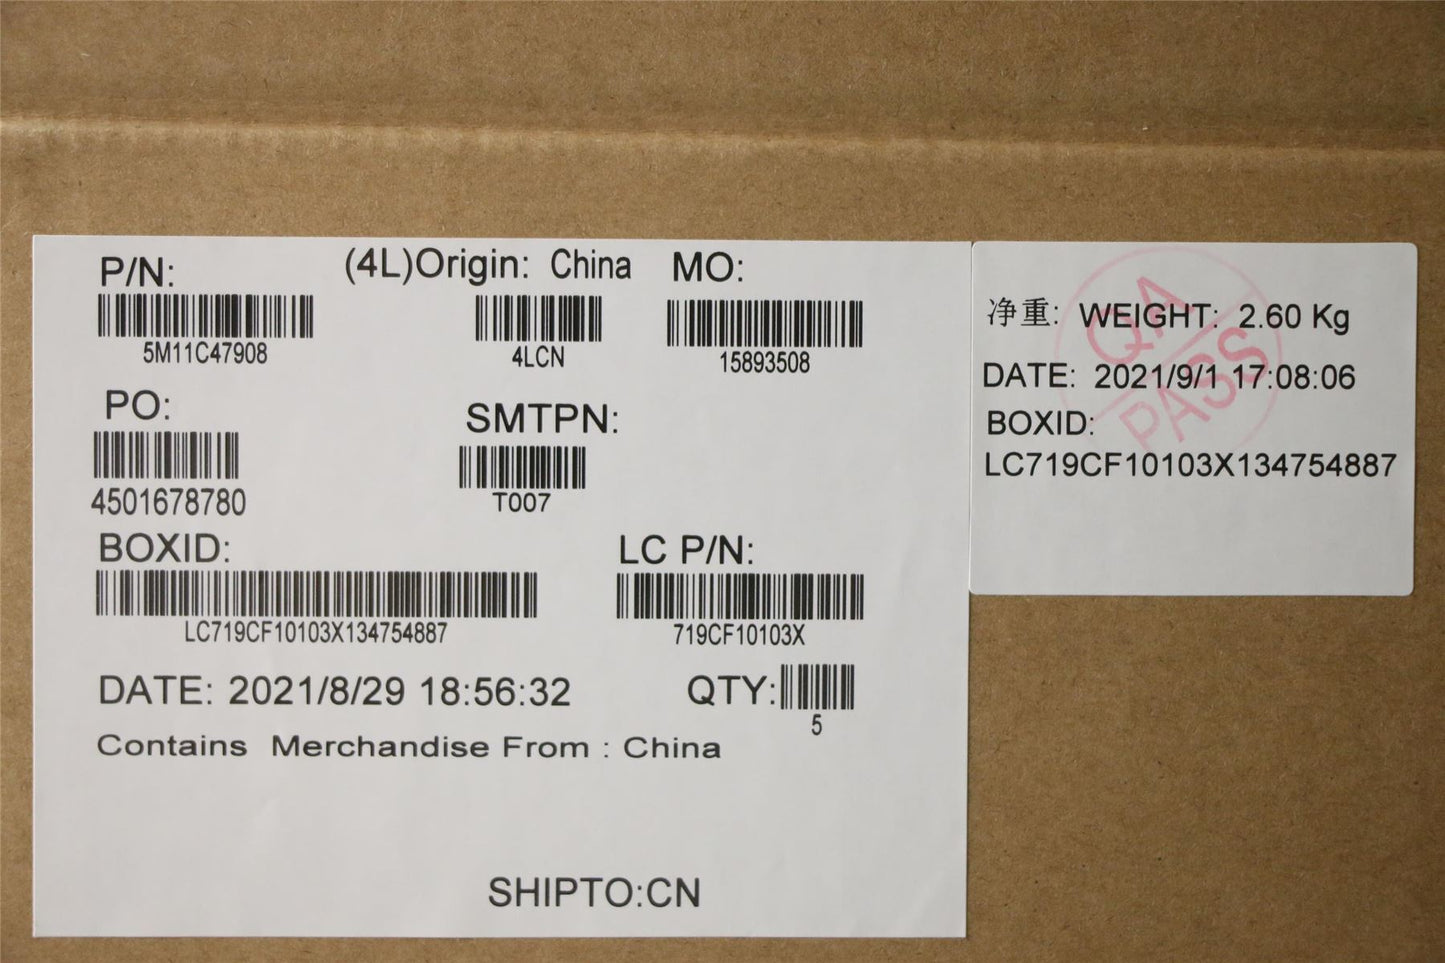 P/N: (4L)Origin: China MO:
5M11C47908 4LCN 15893508
PO: SMTPN:
4501678780 T007
BOXID: LC P/N:
LC719CF10103X134754887 719CF10103X
DATE: 2021/8/29 18:56:32 QTY:
5
Contains Merchandise From : China
SHIPTO:CN
净重: WEIGHT: 2.60 Kg
DATE: 2021/9/1 17:08:06
BOXID:
LC719CF10103X134754887
QA
PASS